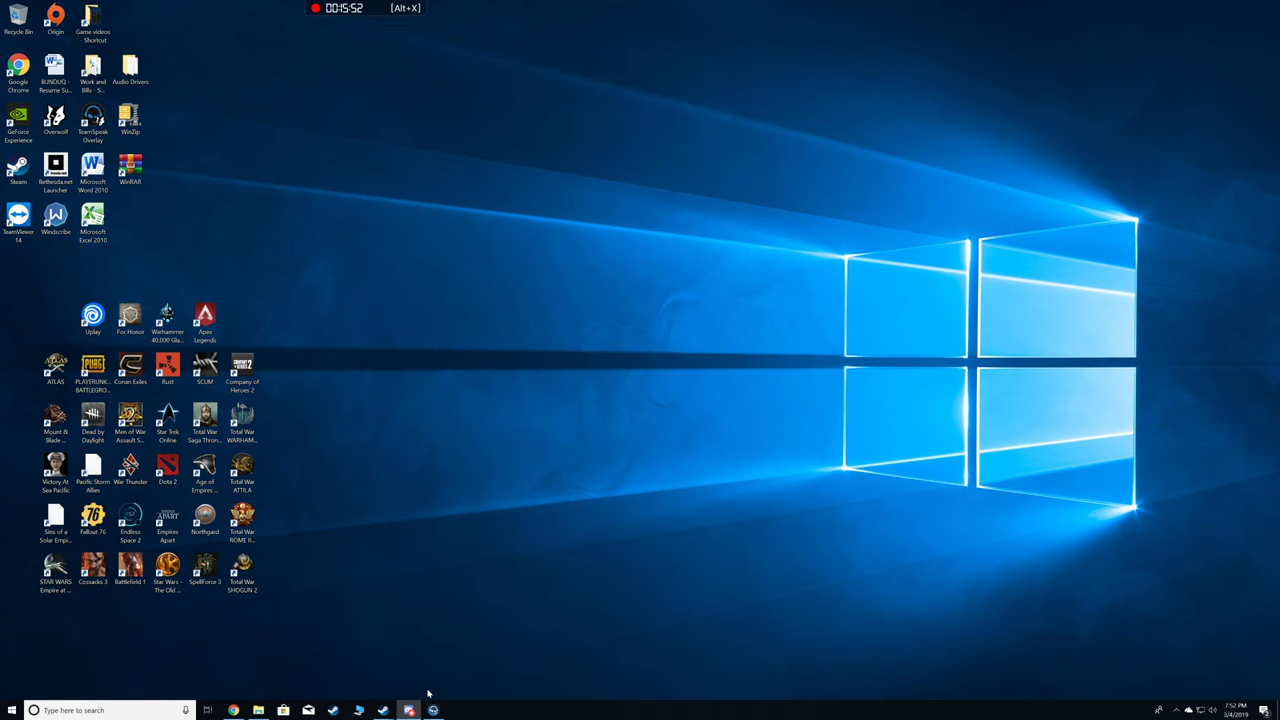 00:15:52 [Alt+X]
Recycle Bin
Origin
Game videos
- Shortcut
Google
Chrome
BUNDUQ -
Resume Su...
Work and
Bills - S...
Audio Drivers
GeForce
Experience
Overwolf
TeamSpeak
Overlay
WinZip
Steam
Bethesda.net
Launcher
Microsoft
Word 2010
WinRAR
TeamViewer
14
Windscribe
Microsoft
Excel 2010
Uplay
For Honor
Warhammer
40,000 Gla...
Apex
Legends
ATLAS
PLAYERUNK...
BATTLEGRO...
Conan Exiles
Rust
SCUM
Company of
Heroes 2
Mount &
Blade ...
Dead by
Daylight
Men of War
Assault S...
Star Trek
Online
Total War
Saga Thron...
Total War
WARHAM...
Victory At
Sea Pacific
Pacific Storm
Allies
War Thunder
Dota 2
Age of
Empires ...
Total War
ATTILA
Sins of a
Solar Empi...
Fallout 76
Endless
Space 2
Empires
Apart
Northgard
Total War
ROME II...
STAR WARS
Empire at ...
Cossacks 3
Battlefield 1
Star Wars -
The Old ...
SpellForce 3
Total War
SHOGUN 2
Type here to search
7:52 PM
3/4/2019